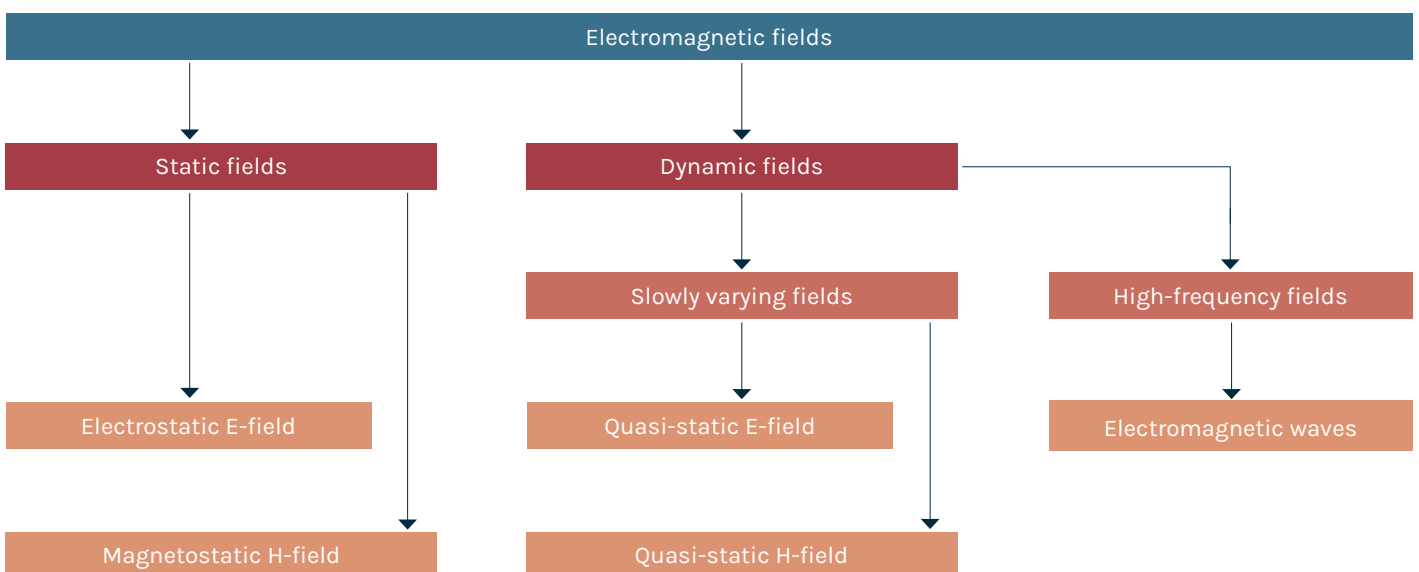 Electromagnetic fields
Static fields
Dynamic fields
Slowly varying fields
High-frequency fields
Electrostatic E-field
Quasi-static E-field
Electromagnetic waves
Magnetostatic H-field
Quasi-static H-field